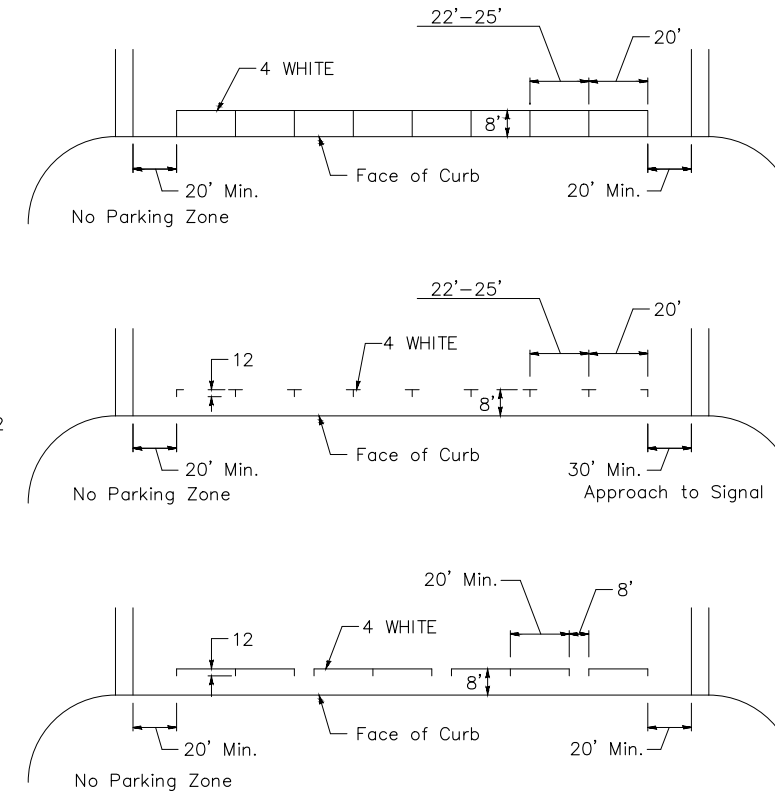 22'-25'
20'
4 WHITE
8'
Face of Curb
20' Min.
20' Min.
No Parking Zone
22'-25'
20'
4 WHITE
12
8'
2
Face of Curb
20' Min.
30' Min.
No Parking Zone
Approach to Signal
20' Min.
8'
4 WHITE
12
8'
Face of Curb
20' Min.
20' Min.
No Parking Zone